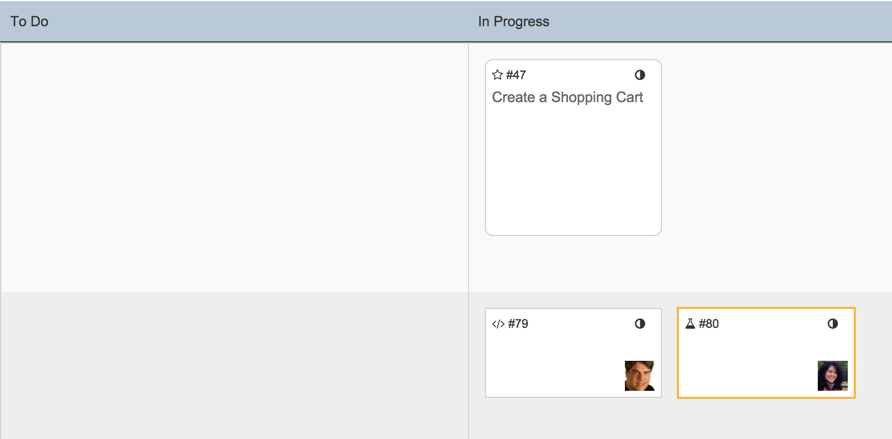 To Do
In Progress
#47
Create a Shopping Cart
</> #79
#80